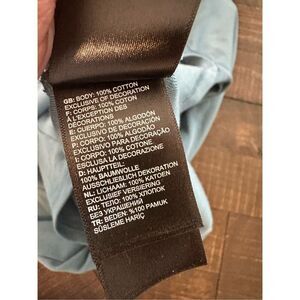 GB: BODY: 100% COTTON
EXCLUSIVE OF DECORATION
F: CORPS: 100% COTON
À L'EXCEPTION DES
DÉCORATIONS
E: CUERPO: 100% ALGODÓN
EXCLUSIVO DE DECORACIÓN
P: CORPO: 100% ALGODÃO
EXCLUSIVO PARA DECORAÇÃO
I: CORPO: 100% COTONE
ESCLUSA LA DECORAZIONE
D: HAUPTTEIL:
100% BAUMWOLLE
AUSSCHLIEßLICH DEKORATION
NL: LICHAAM: 100% KATOEN
EXCLUSIEF VERSIERING
RU: ТЕЛО: 100% ХЛОПОК
БЕЗ УКРАШЕНИЙ
TR: BEDEN: %100 PAMUK
SÜSLEME HARİÇ